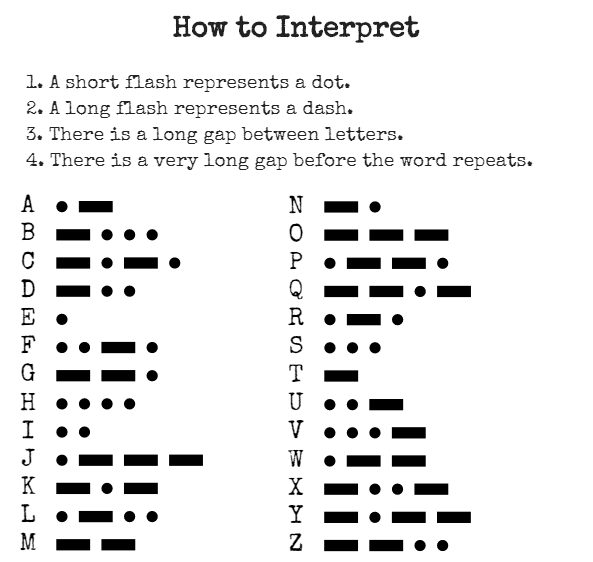 How to Interpret
1. A short flash represents a dot.
2. A long flash represents a dash.
3. There is a long gap between letters.
4. There is a very long gap before the word repeats.
A
B
C
D
E
F
G
H
I
J
K
L
M
N
O
P
Q
R
S
T
U
V
W
X
Y
Z